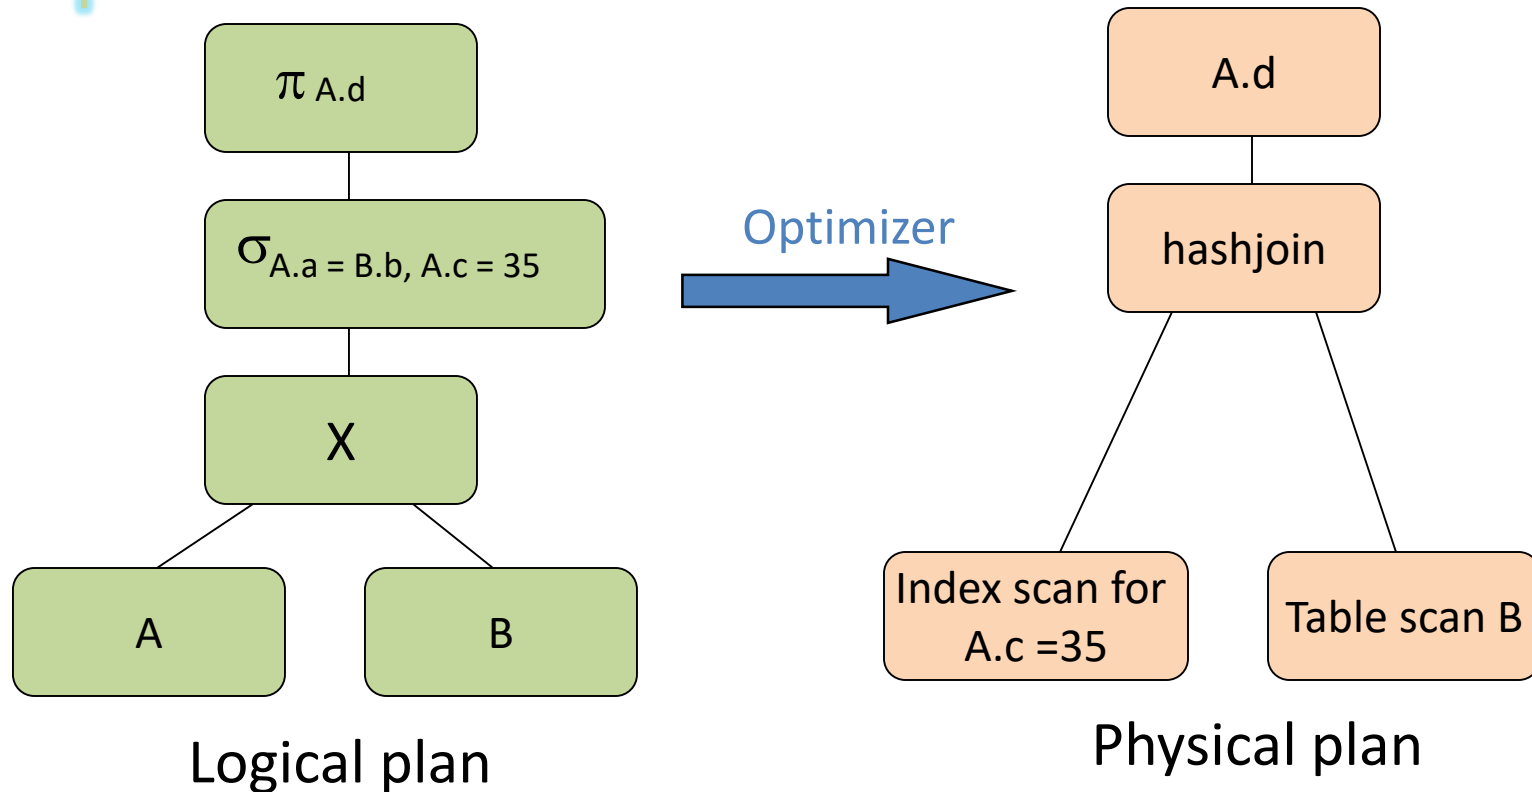 π A.d
σA.a = B.b, A.c = 35
X
A
B
Logical plan
Optimizer
A.d
hashjoin
Index scan for
A.c =35
Table scan B
Physical plan